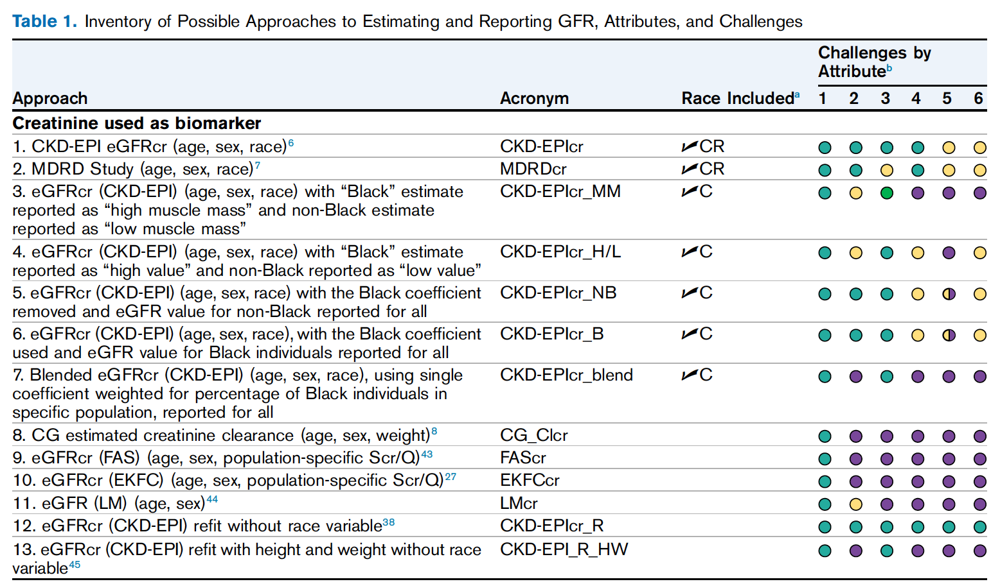 Table 1. Inventory of Possible Approaches to Estimating and Reporting GFR, Attributes, and Challenges
Challenges by
Attributeb
Approach Acronym Race Includeda 1 2 3 4 5 6
Creatinine used as biomarker
1. CKD-EPI eGFRcr (age, sex, race)6 CKD-EPIcr ✓CR
2. MDRD Study (age, sex, race)7 MDRDcr ✓CR
3. eGFRcr (CKD-EPI) (age, sex, race) with “Black” estimate CKD-EPIcr_MM ✓C
reported as “high muscle mass” and non-Black estimate
reported as “low muscle mass”
4. eGFRcr (CKD-EPI) (age, sex, race) with “Black” estimate CKD-EPIcr_H/L ✓C
reported as “high value” and non-Black reported as “low value”
5. eGFRcr (CKD-EPI) (age, sex, race) with the Black coefficient CKD-EPIcr_NB ✓C
removed and eGFR value for non-Black reported for all
6. eGFRcr (CKD-EPI) (age, sex, race), with the Black coefficient CKD-EPIcr_B ✓C
used and eGFR value for Black individuals reported for all
7. Blended eGFRcr (CKD-EPI) (age, sex, race), using single CKD-EPIcr_blend ✓C
coefficient weighted for percentage of Black individuals in
specific population, reported for all
8. CG estimated creatinine clearance (age, sex, weight)8 CG_Clcr
9. eGFRcr (FAS) (age, sex, population-specific Scr/Q)43 FAScr
10. eGFRcr (EKFC) (age, sex, population-specific Scr/Q)27 EKFCcr
11. eGFR (LM) (age, sex)44 LMcr
12. eGFRcr (CKD-EPI) refit without race variable38 CKD-EPIcr_R
13. eGFRcr (CKD-EPI) refit with height and weight without race CKD-EPI_R_HW
variable45